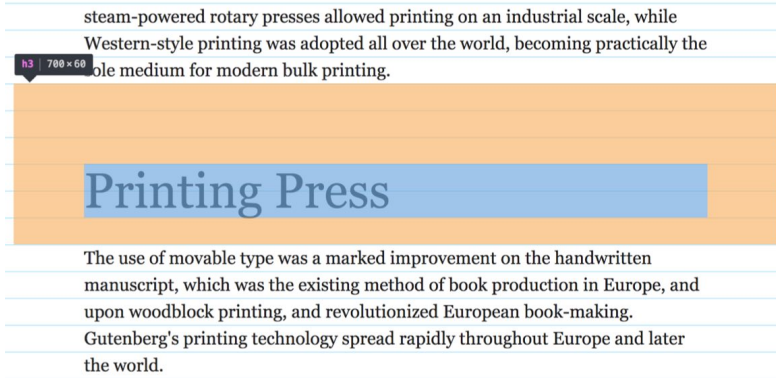 steam-powered rotary presses allowed printing on an industrial scale, while
Western-style printing was adopted all over the world, becoming practically the
h3 | 700×60
ole medium for modern bulk printing.
Printing Press
The use of movable type was a marked improvement on the handwritten
manuscript, which was the existing method of book production in Europe, and
upon woodblock printing, and revolutionized European book-making.
Gutenberg's printing technology spread rapidly throughout Europe and later
the world.